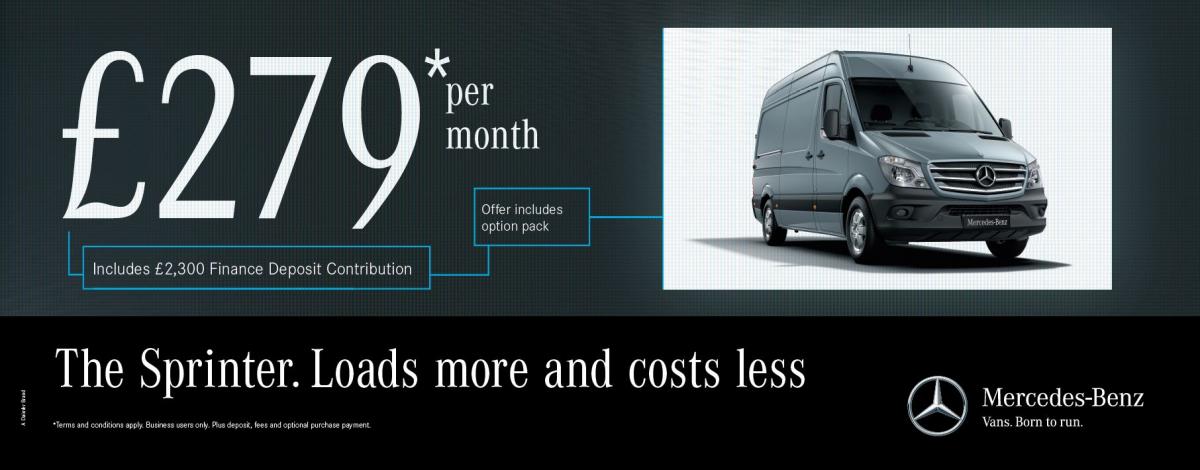 £279*
per
month
Offer includes
option pack
Includes £2,300 Finance Deposit Contribution
Mercedes-Benz
The Sprinter. Loads more and costs less
*Terms and conditions apply. Business users only. Plus deposit, fees and optional purchase payment.
A Daimler Brand
Mercedes-Benz
Vans. Born to run.